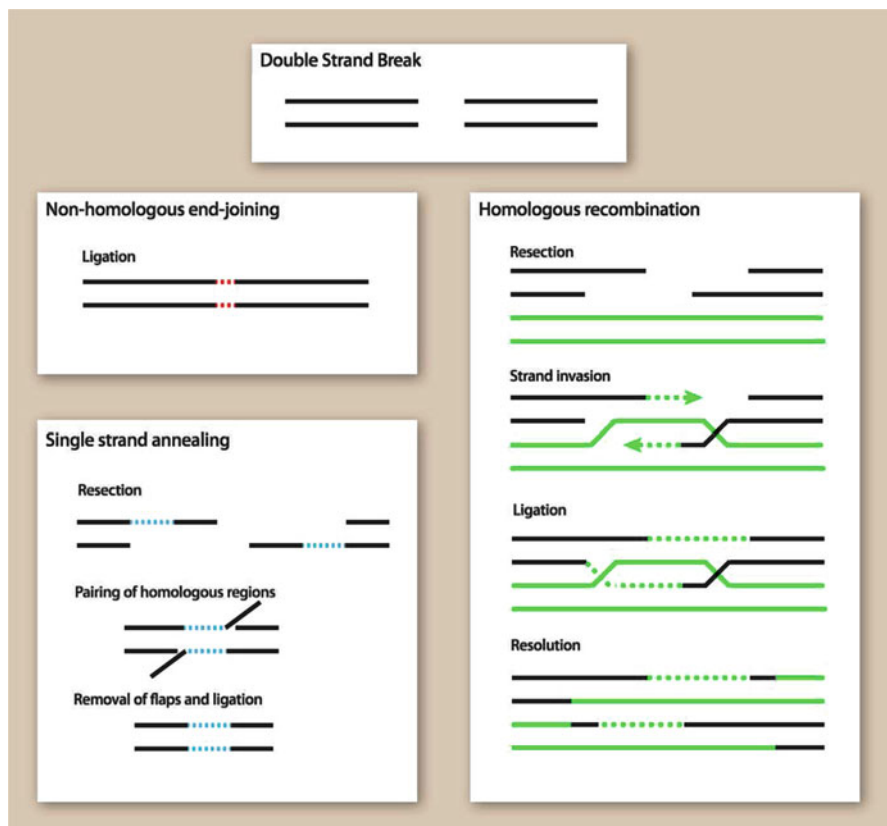 Double Strand Break
Non-homologous end-joining
Ligation
Single strand annealing
Resection
Pairing of homologous regions
Removal of flaps and ligation
Homologous recombination
Resection
Strand invasion
Ligation
Resolution